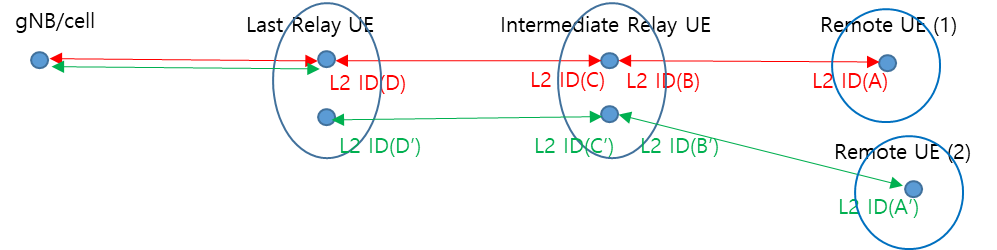 gNB/cell
Last Relay UE
Intermediate Relay UE
Remote UE (1)
L2 ID(D)
L2 ID(C)
L2 ID(B)
L2 ID(A)
L2 ID(D’)
L2 ID(C’)
L2 ID(B’)
Remote UE (2)
L2 ID(A’)